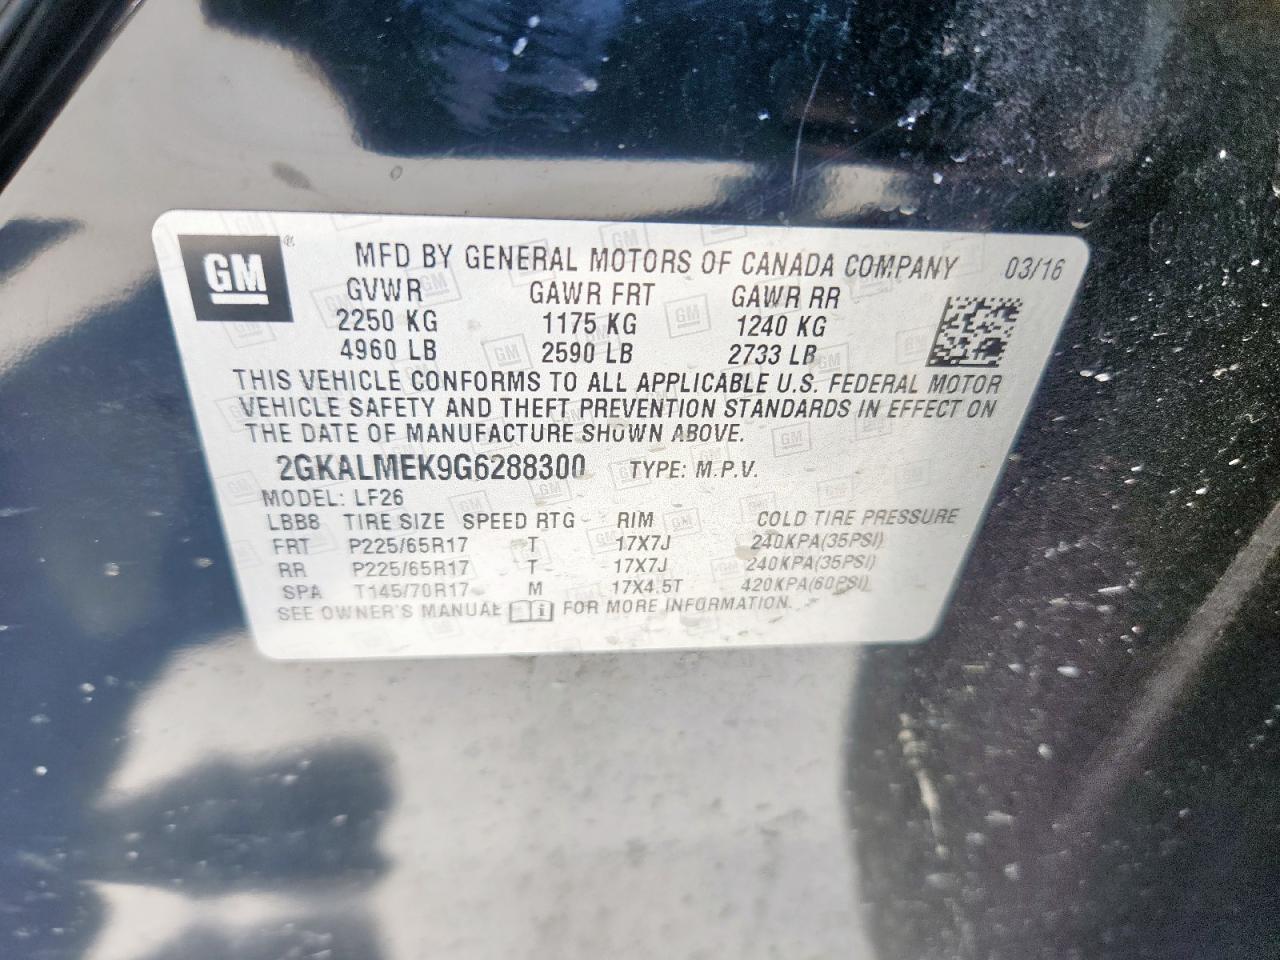 GM ® MFD BY GENERAL MOTORS OF CANADA COMPANY 03/16
GVWR GAWR FRT GAWR RR
2250 KG 1175 KG 1240 KG
4960 LB 2590 LB 2733 LB
THIS VEHICLE CONFORMS TO ALL APPLICABLE U.S. FEDERAL MOTOR
VEHICLE SAFETY AND THEFT PREVENTION STANDARDS IN EFFECT ON
THE DATE OF MANUFACTURE SHOWN ABOVE.
2GKALMEK9G6288300 TYPE: M.P.V.
MODEL: LF26
LBB8 TIRE SIZE SPEED RTG RIM COLD TIRE PRESSURE
FRT P225/65R17 T 17X7J 240KPA(35PSI)
RR P225/65R17 T 17X7J 240KPA(35PSI)
SPA T145/70R17 M 17X4.5T 420KPA(60PSI)
SEE OWNER'S MANUAL i FOR MORE INFORMATION.